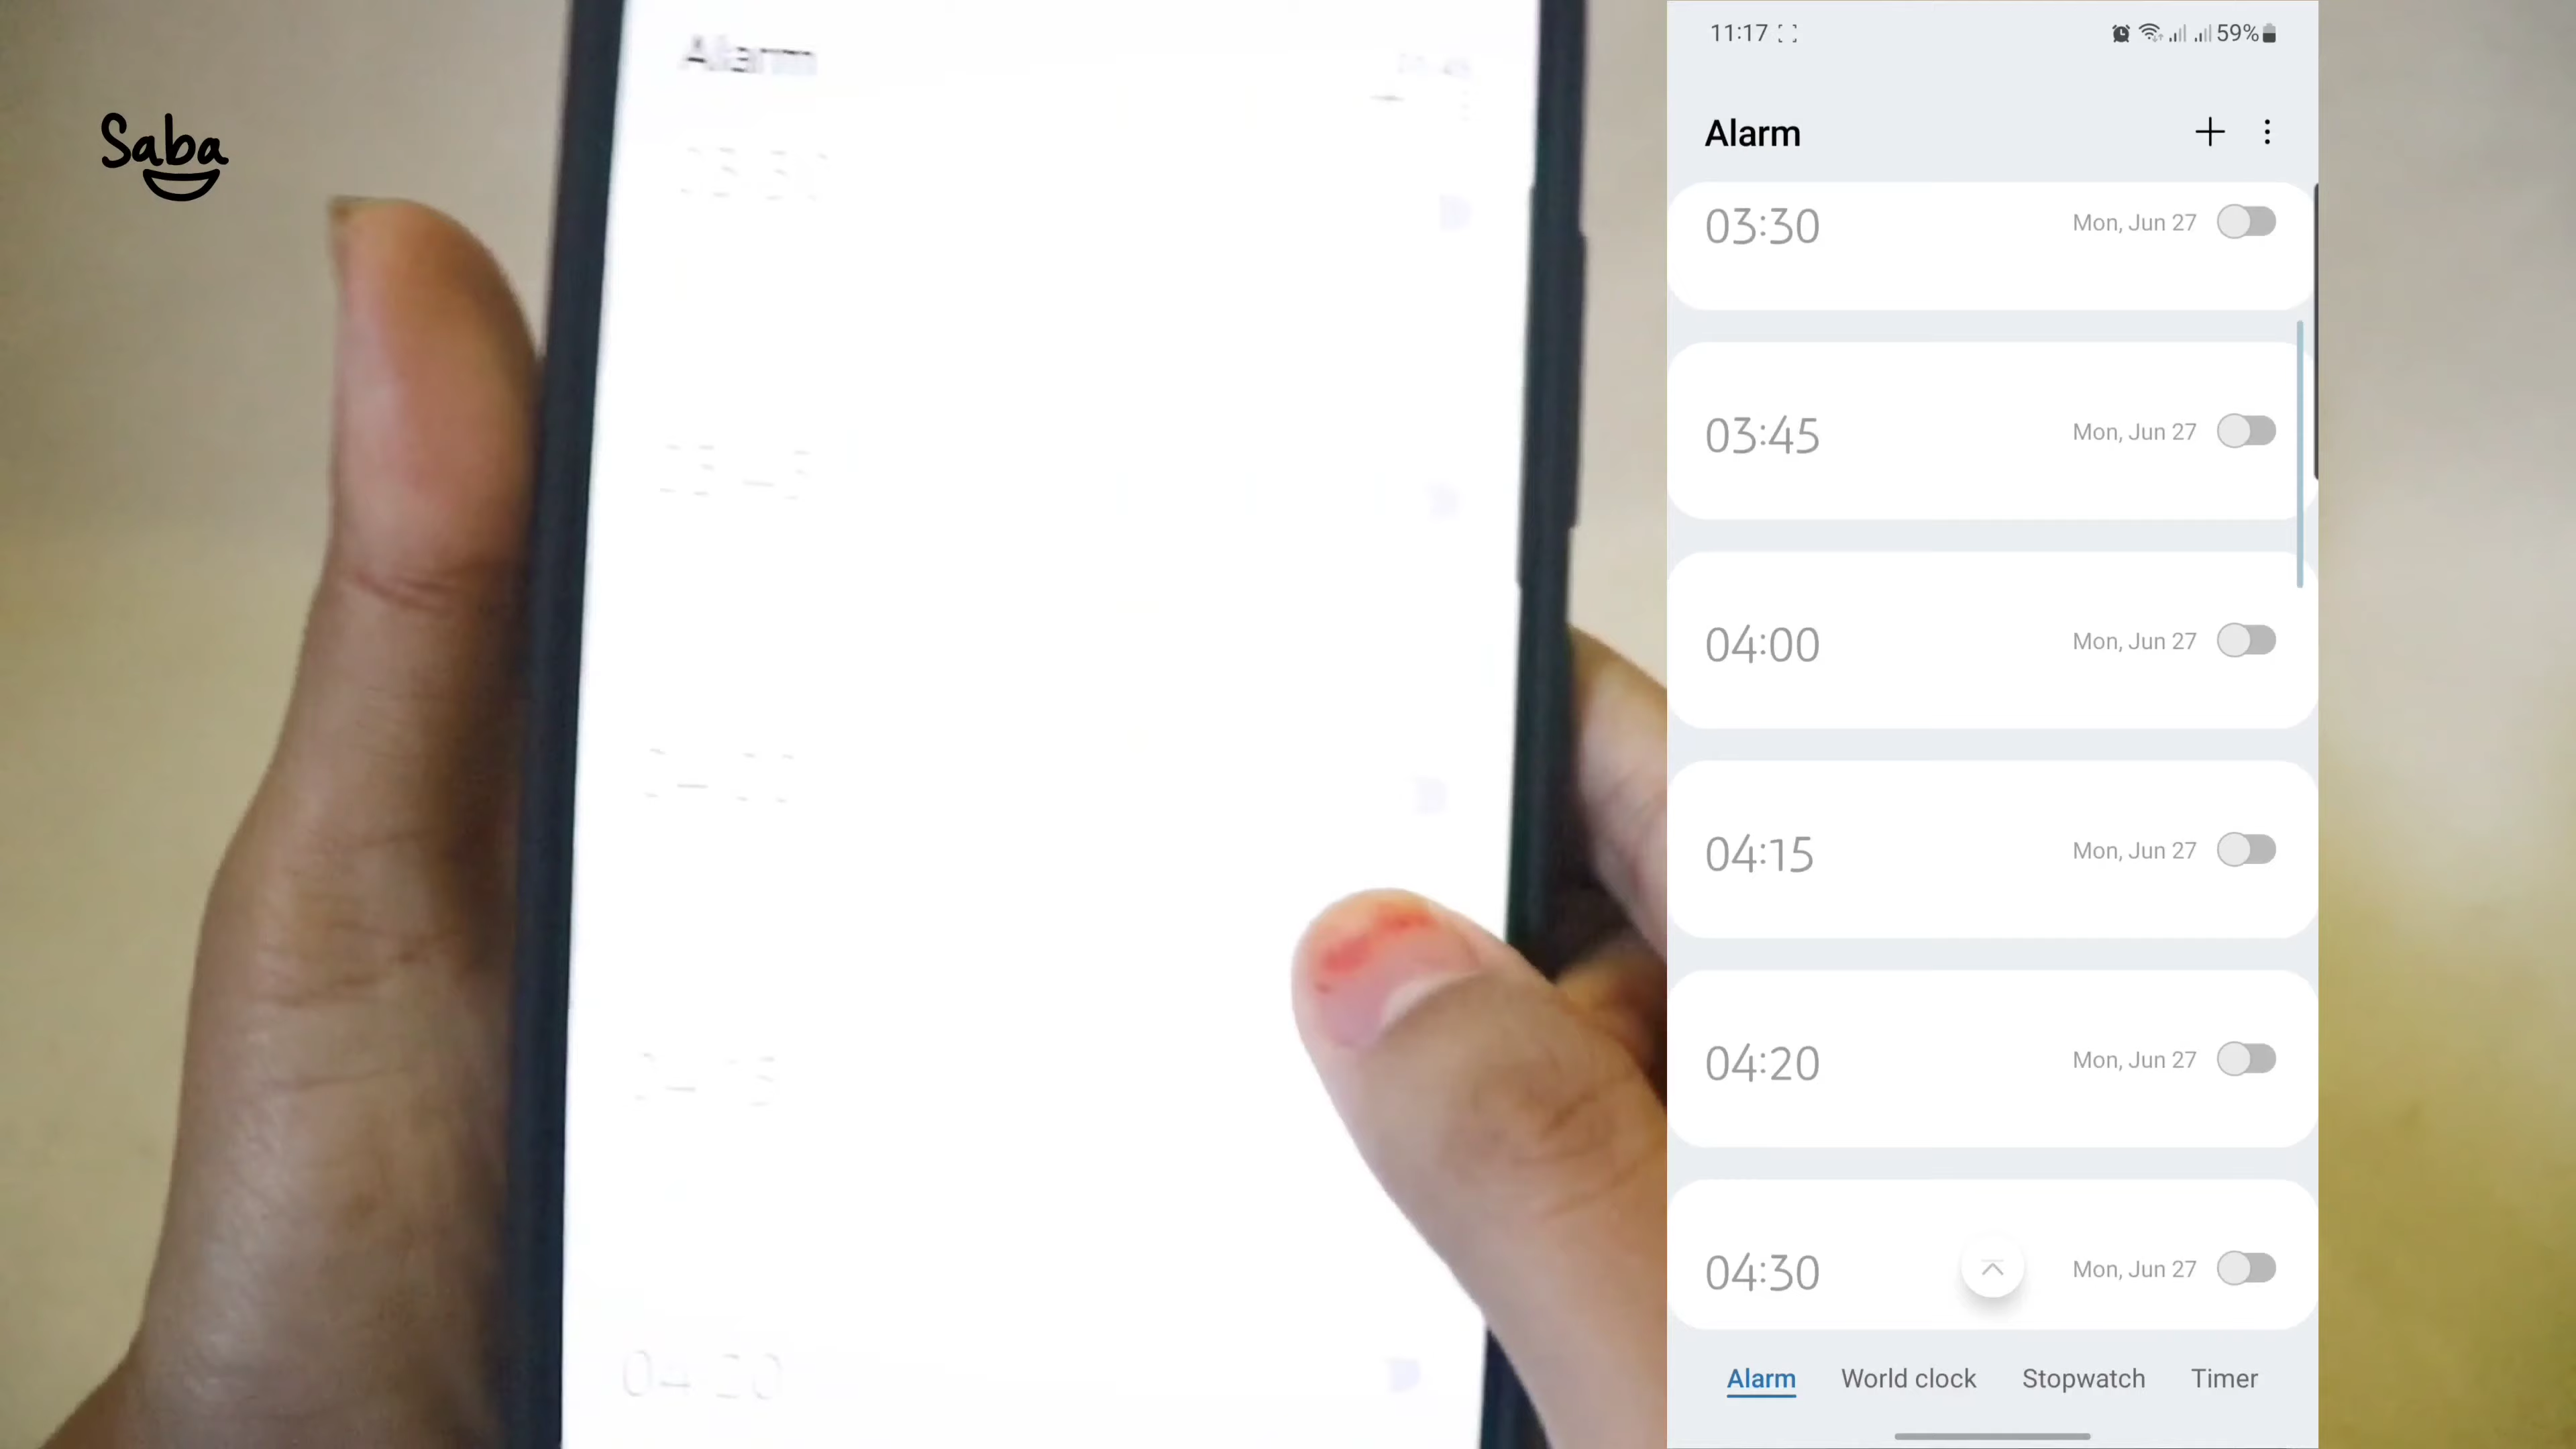 Saba
Alarm
11:17
59%
Alarm
03:30 Mon, Jun 27
03:45 Mon, Jun 27
04:00 Mon, Jun 27
04:15 Mon, Jun 27
04:20 Mon, Jun 27
04:30 Mon, Jun 27
Alarm World clock Stopwatch Timer